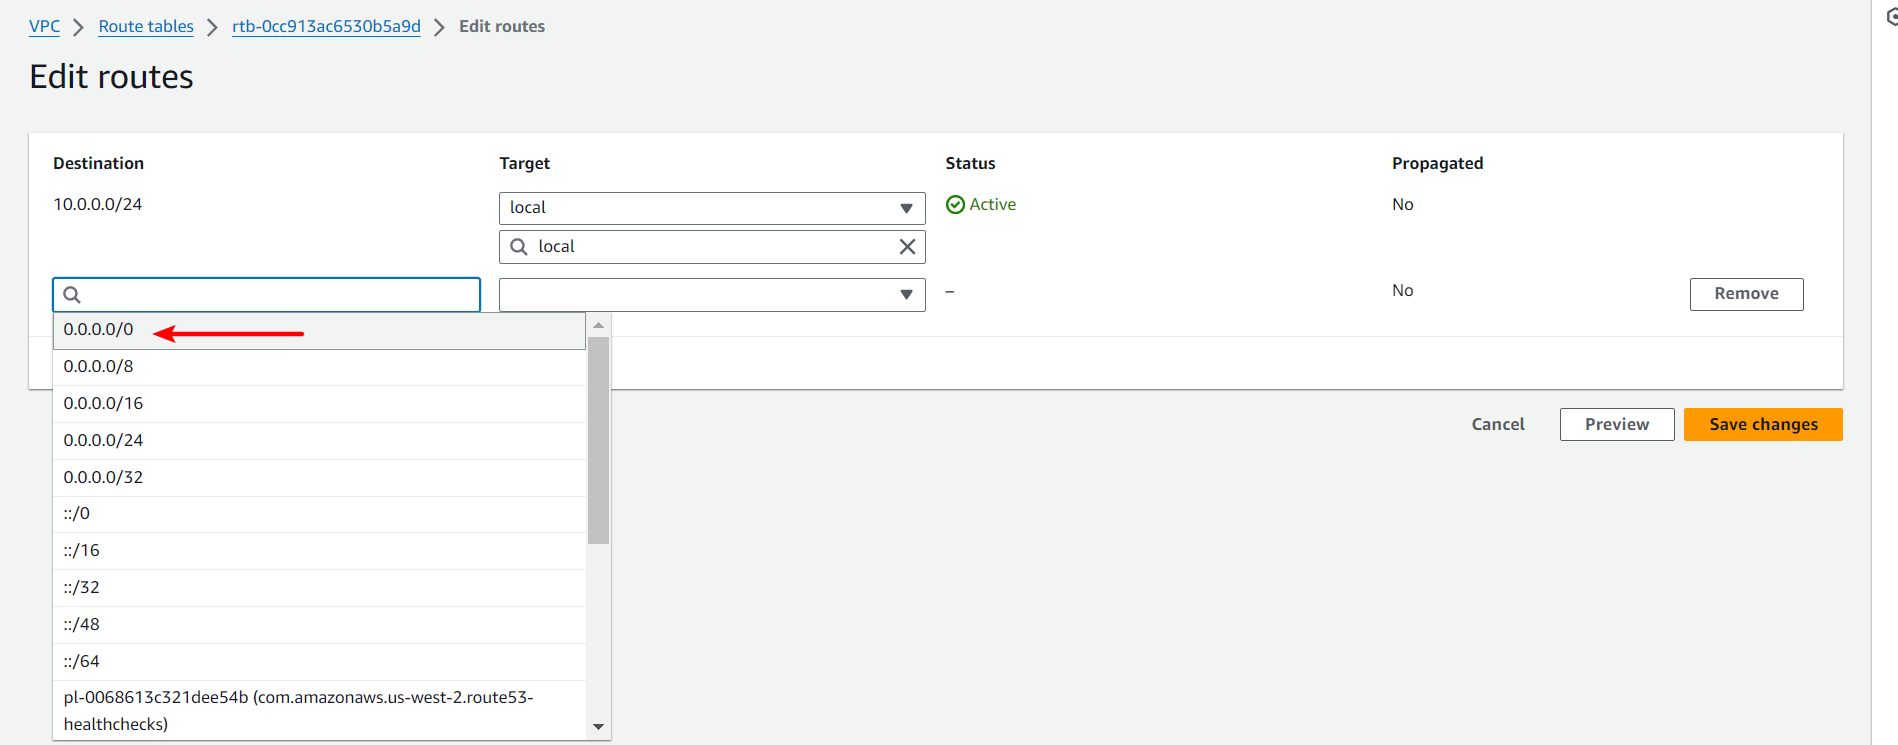 VPC > Route tables > rtb-0cc913ac6530b5a9d > Edit routes
Edit routes
Destination Target Status Propagated
10.0.0.0/24 local Active No
local
– No Remove
0.0.0.0/0
0.0.0.0/8
0.0.0.0/16
0.0.0.0/24
0.0.0.0/32
::/0
::/16
::/32
::/48
::/64
pl-0068613c321dee54b (com.amazonaws.us-west-2.route53-
healthchecks)
Cancel Preview Save changes